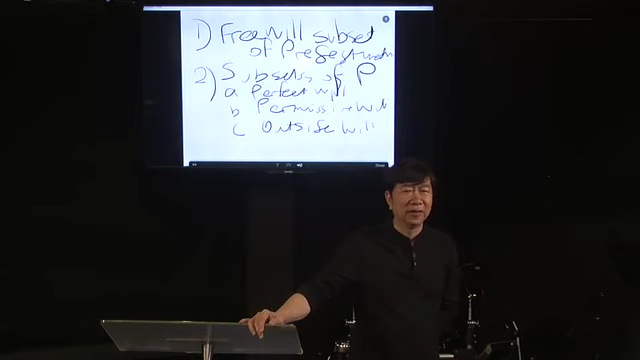 1) Freewill subset
of Predestination
2) Subsets of P
a Perfect will
b Permissive will
c Outside will